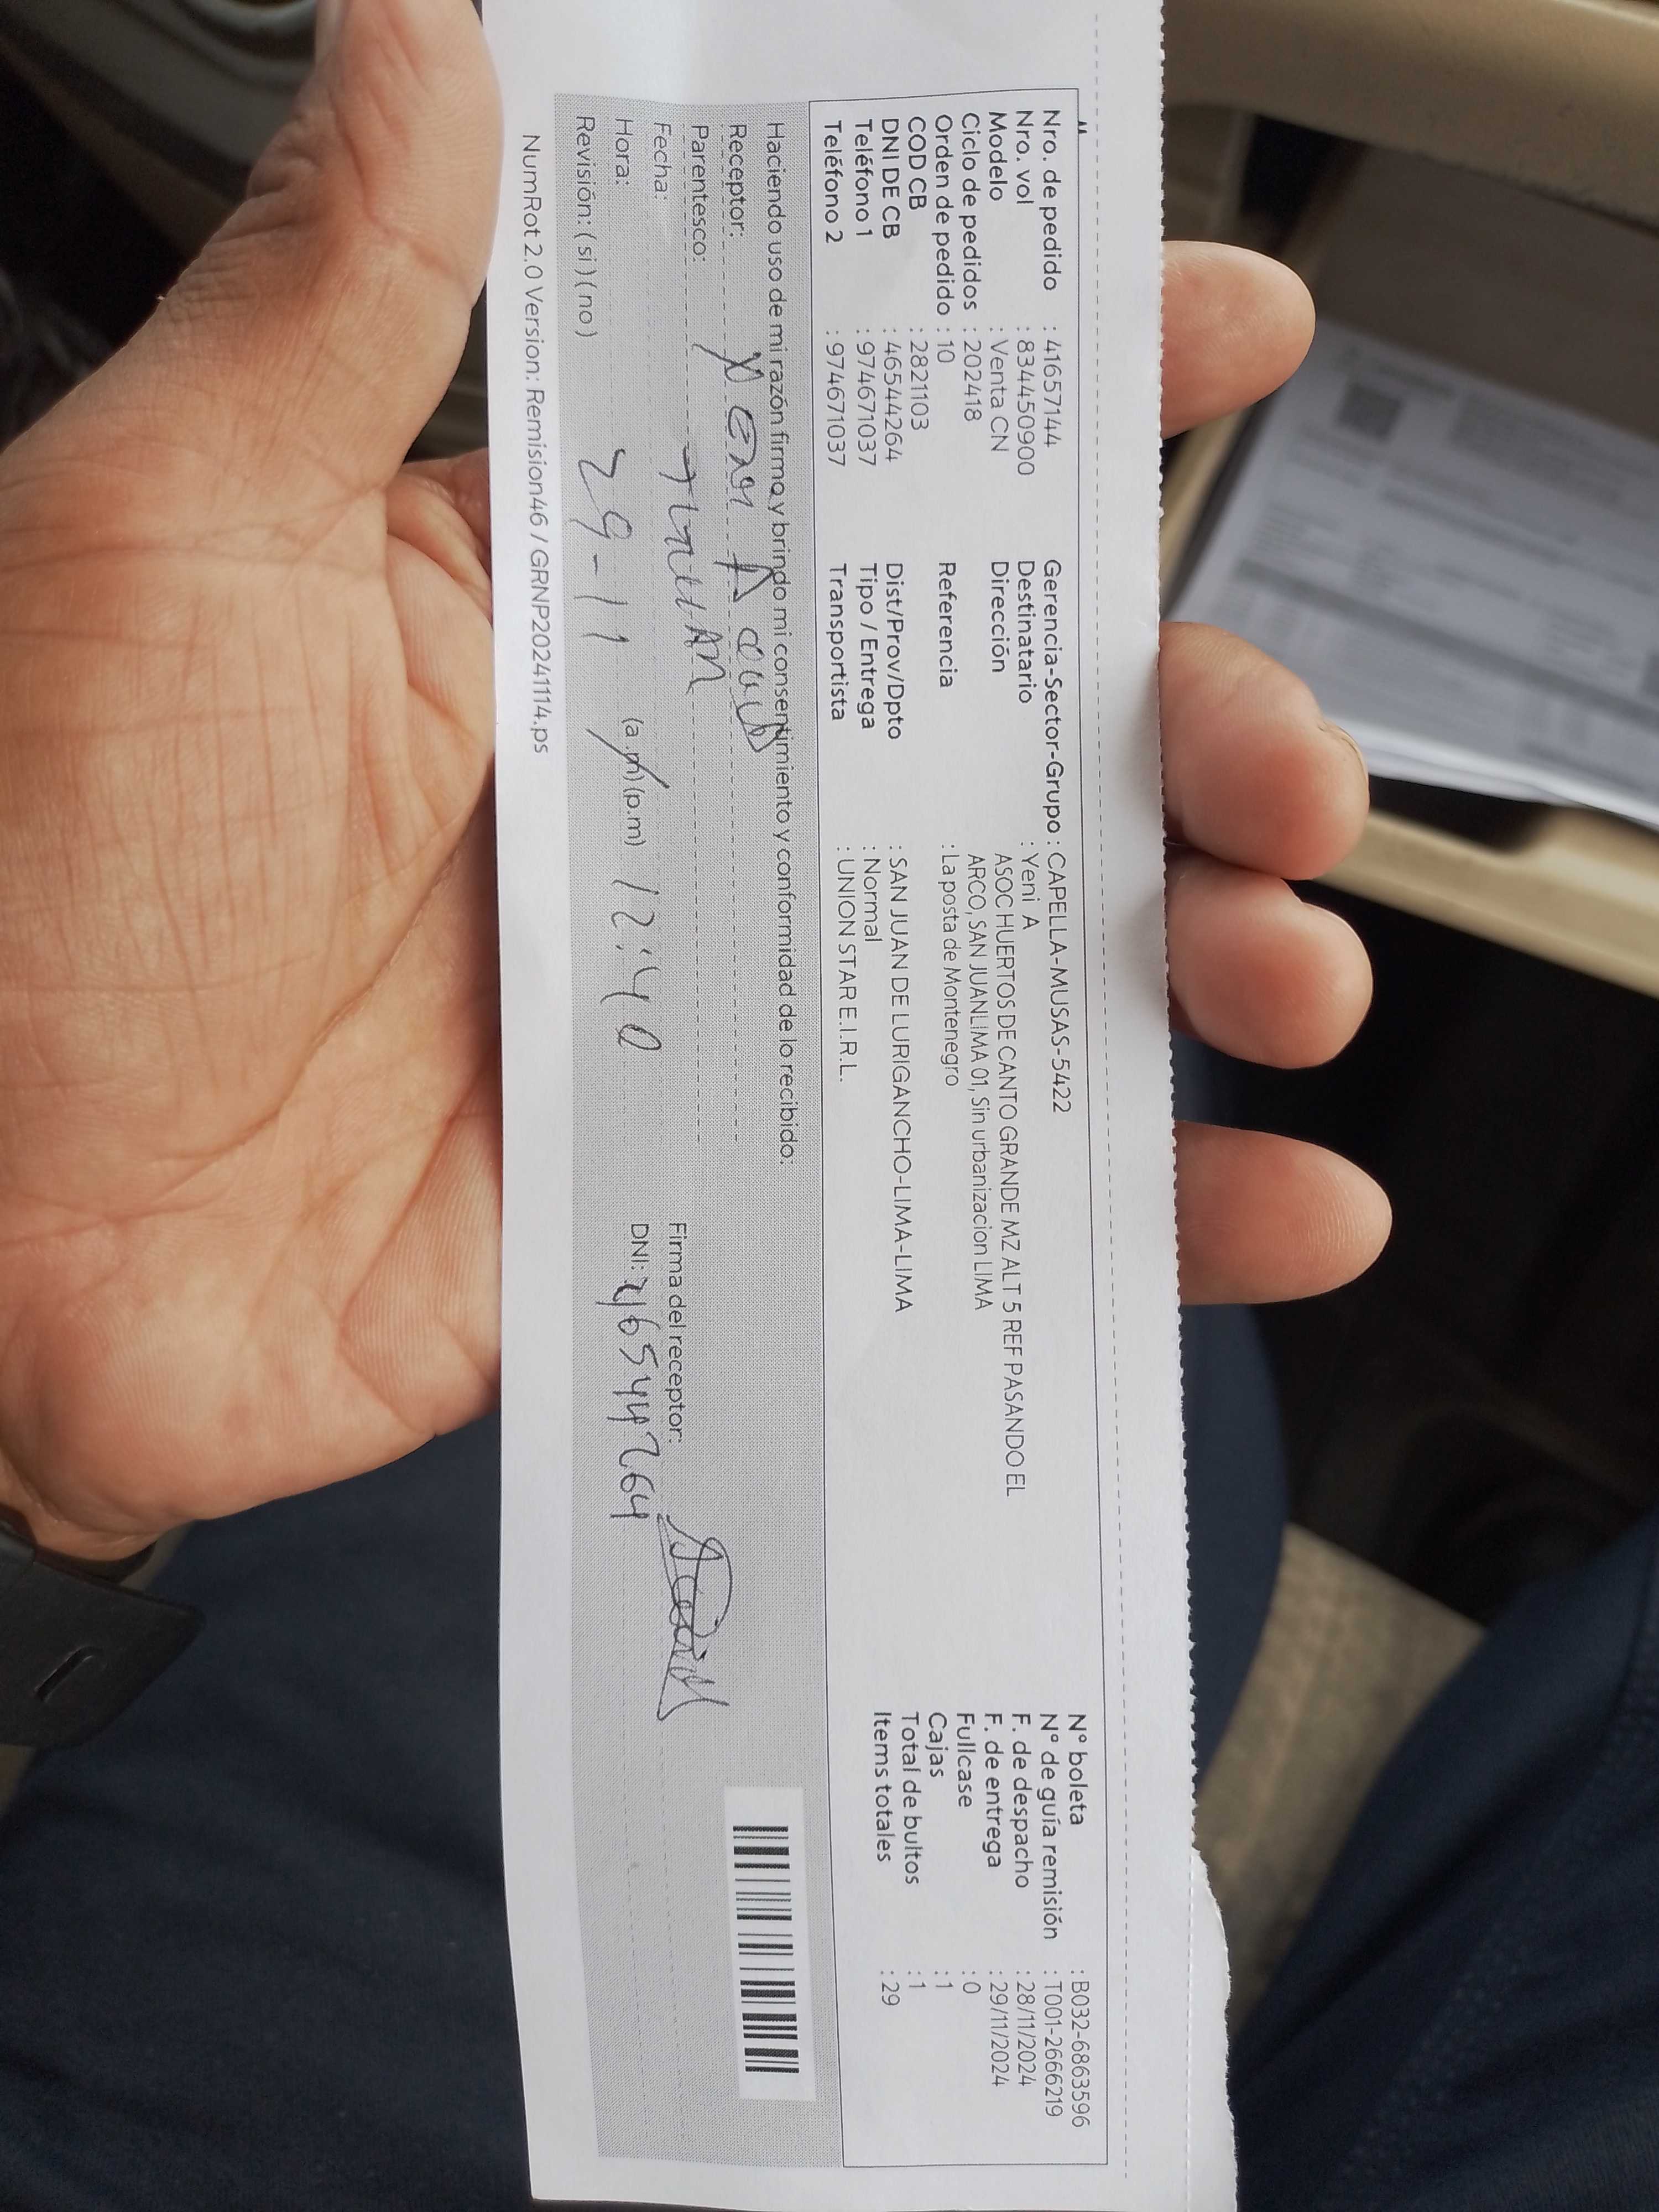 Nro. de pedido : 41657144
Nro. vol : 834450900
Modelo : Venta CN
Ciclo de pedidos : 202418
Orden de pedido : 10
COD CB : 2821103
DNI DE CB : 46544264
Teléfono 1 : 974671037
Teléfono 2 : 974671037
Gerencia-Sector-Grupo : CAPELLA-MUSAS-5422
Destinatario : Yeni A
Dirección ASOC HUERTOS DE CANTO GRANDE MZ A LT 5 REF PASANDO EL
ARCO, SAN JUANLIMA 01, Sin urbanizacion LIMA
Referencia : La posta de Montenegro
Dist/Prov/Dpto : SAN JUAN DE LURIGANCHO-LIMA-LIMA
Tipo / Entrega : Normal
Transportista : UNION STAR E.I.R.L.
N° boleta : B032-6863596
N° de guía remisión : T001-2666219
F. de despacho : 28/11/2024
F. de entrega : 29/11/2024
Fullcase : 0
Cajas : 1
Total de bultos : 1
Items totales : 29
Haciendo uso de mi razón firmo y brindo mi consentimiento y conformidad de lo recibido:
Receptor:
Parentesco: Titular
Fecha: 29-11
Hora: (a.m) (p.m) 12:40
Revisión: ( si ) ( no )
Firma del receptor:
DNI: 46544264
NumRot 2.0 Version: Remision46 / GRNP20241114.ps